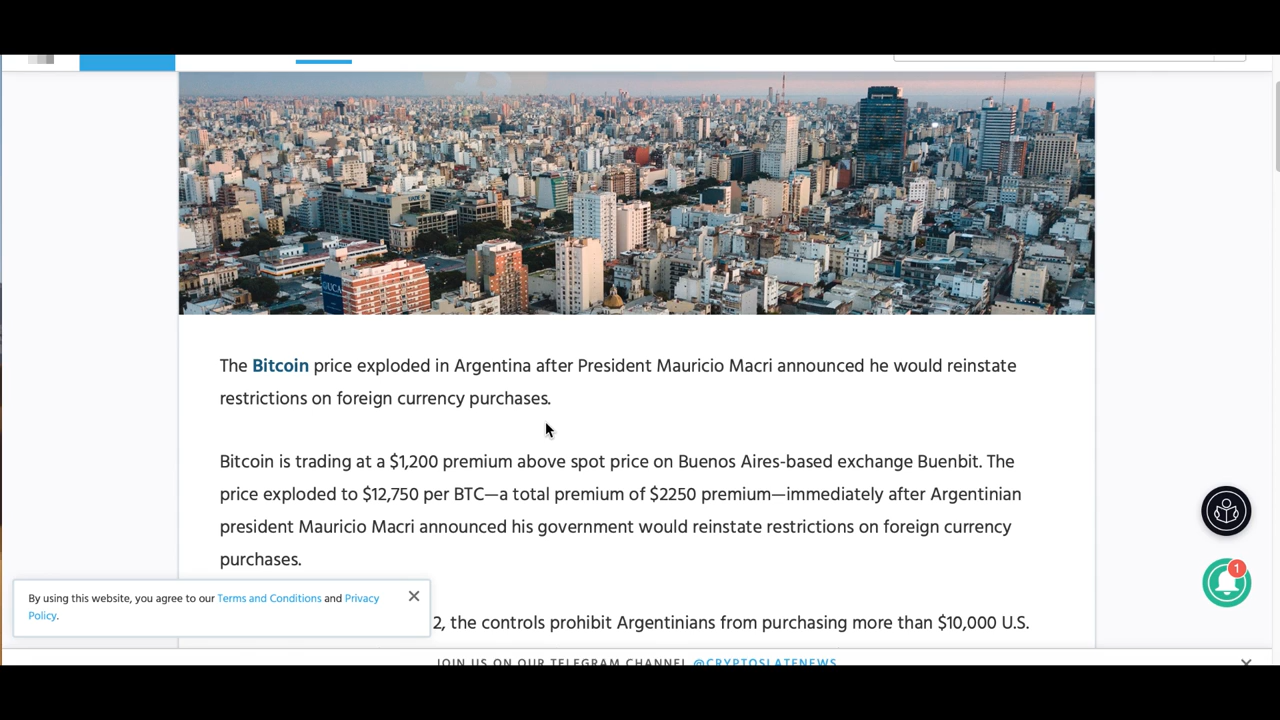 The Bitcoin price exploded in Argentina after President Mauricio Macri announced he would reinstate
restrictions on foreign currency purchases.
Bitcoin is trading at a $1,200 premium above spot price on Buenos Aires-based exchange Buenbit. The
price exploded to $12,750 per BTC—a total premium of $2250 premium—immediately after Argentinian
president Mauricio Macri announced his government would reinstate restrictions on foreign currency
purchases.
By using this website, you agree to our Terms and Conditions and Privacy
Policy.
2, the controls prohibit Argentinians from purchasing more than $10,000 U.S.
JOIN US ON OUR TELEGRAM CHANNEL @CRYPTOSLATENEWS
1